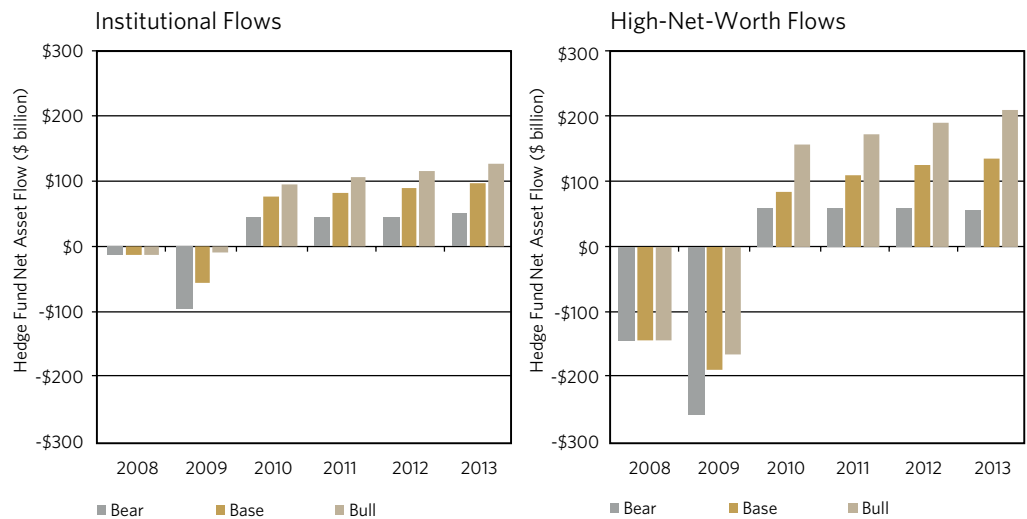 Institutional Flows
Hedge Fund Net Asset Flow ($ billion)
$300
$200
$100
$0
-$100
-$200
-$300
2008 2009 2010 2011 2012 2013
Bear Base Bull
High-Net-Worth Flows
Hedge Fund Net Asset Flow ($ billion)
$300
$200
$100
$0
-$100
-$200
-$300
2008 2009 2010 2011 2012 2013
Bear Base Bull